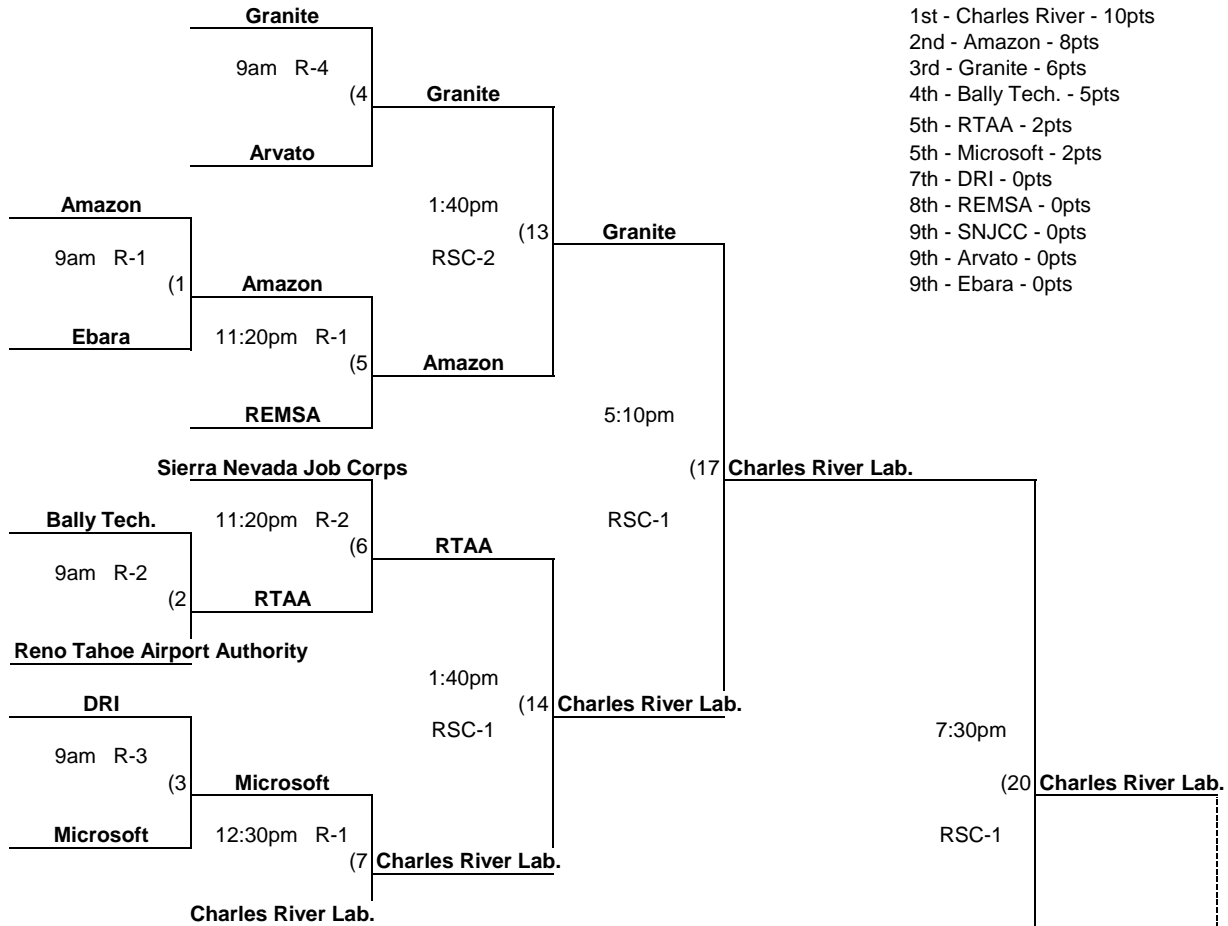 Granite
1st - Charles River - 10pts
2nd - Amazon - 8pts
9am R-4
3rd - Granite - 6pts
(4 Granite
4th - Bally Tech. - 5pts
5th - RTAA - 2pts
Arvato
5th - Microsoft - 2pts
7th - DRI - 0pts
Amazon
1:40pm
8th - REMSA - 0pts
(13 Granite
9th - SNJCC - 0pts
9am R-1
RSC-2
9th - Arvato - 0pts
(1 Amazon
9th - Ebara - 0pts
Ebara
11:20pm R-1
(5 Amazon
REMSA
5:10pm
Sierra Nevada Job Corps
(17 Charles River Lab.
Bally Tech.
11:20pm R-2
RSC-1
(6 RTAA
9am R-2
(2 RTAA
Reno Tahoe Airport Authority
1:40pm
DRI
(14 Charles River Lab.
RSC-1
7:30pm
9am R-3
(3 Microsoft
(20 Charles River Lab.
Microsoft
12:30pm R-1
RSC-1
(7 Charles River Lab.
Charles River Lab.